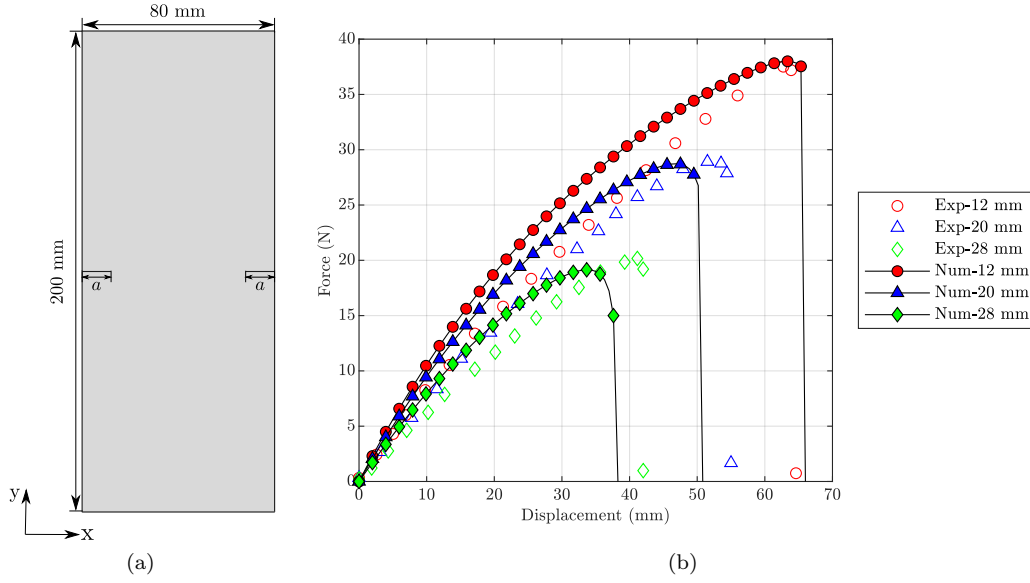 80 mm
200 mm
a
a
y
x
(a)
Force (N)
40
35
30
25
20
15
10
5
0
0 10 20 30 40 50 60 70
Displacement (mm)
(b)
Exp-12 mm
Exp-20 mm
Exp-28 mm
Num-12 mm
Num-20 mm
Num-28 mm